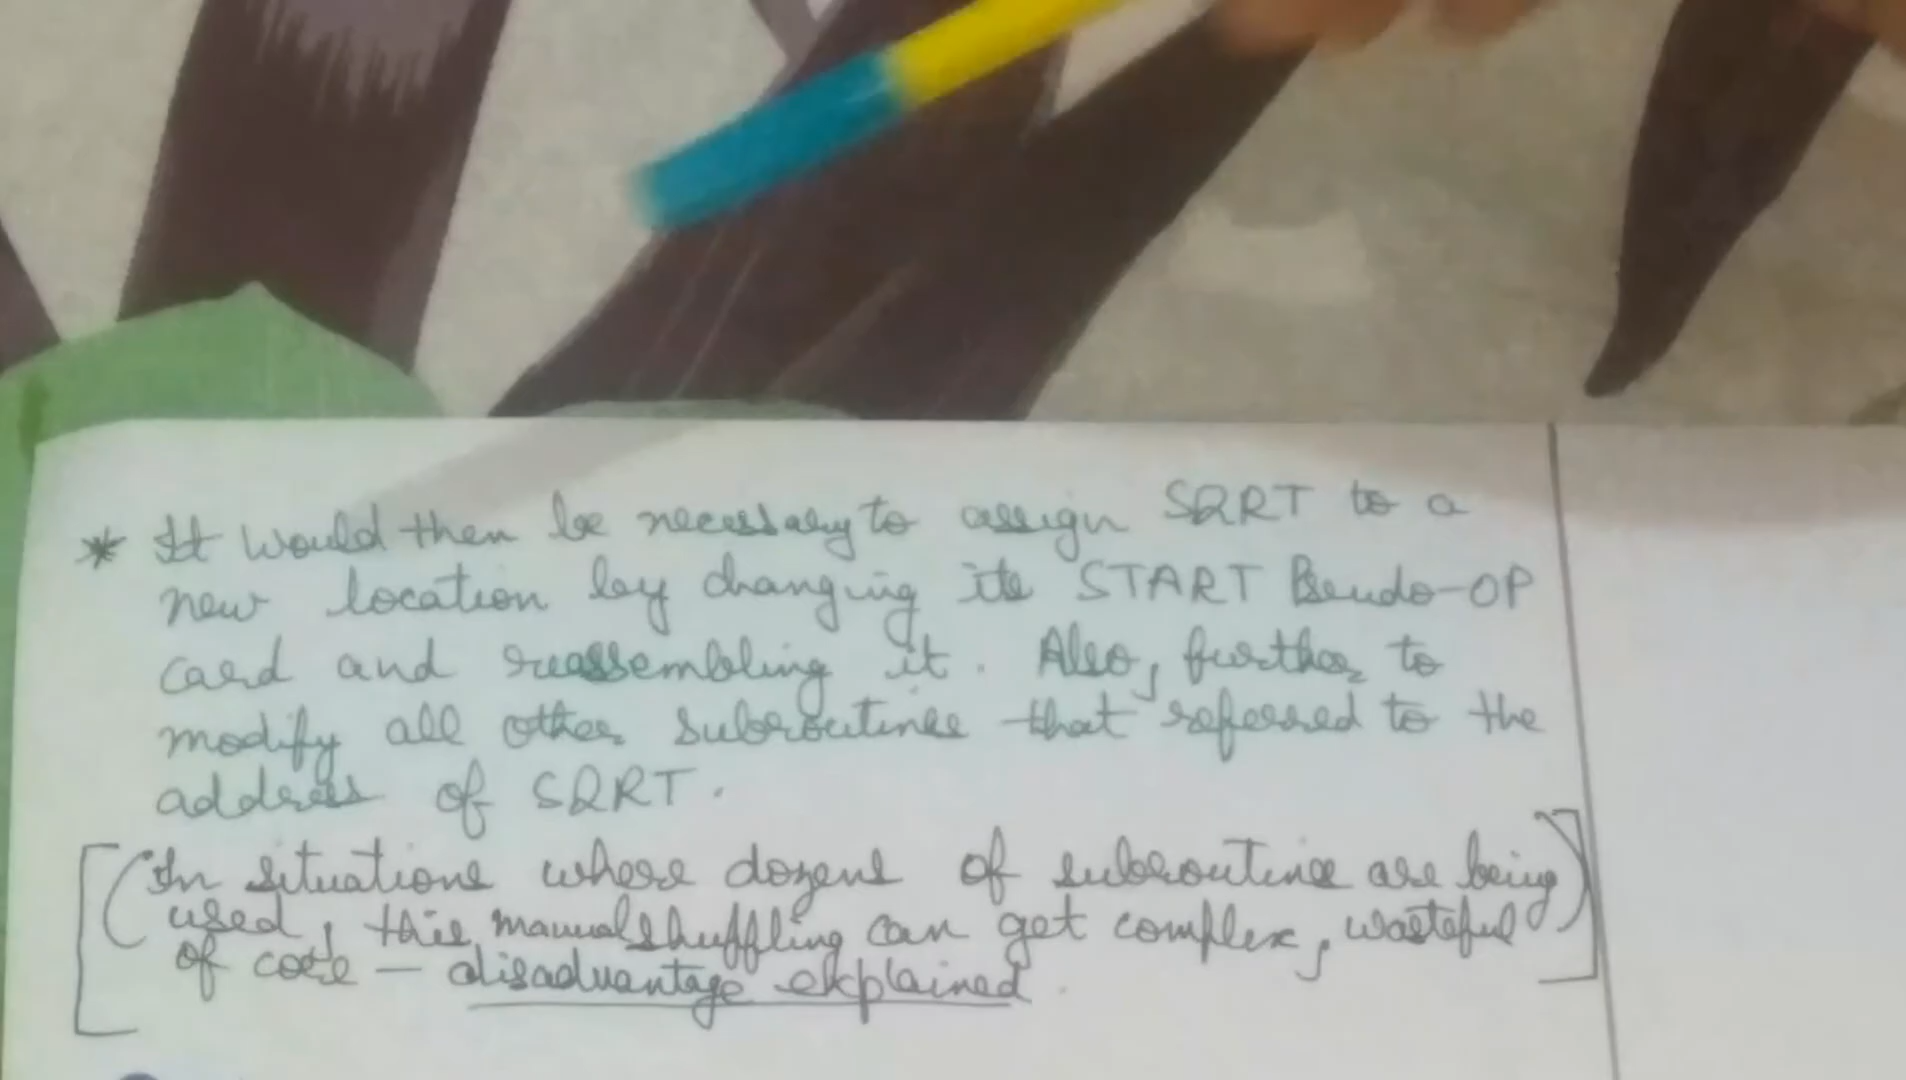 * It would then be necessary to assign SQRT to a
new location by changing its START Pseudo-OP
card and reassembling it. Also, further to
modify all other subroutines that referred to the
address of SQRT.
[(In situations where dozens of subroutines are being
used, this manual shuffling can get complex, wasteful)
of core - disadvantage explained.]